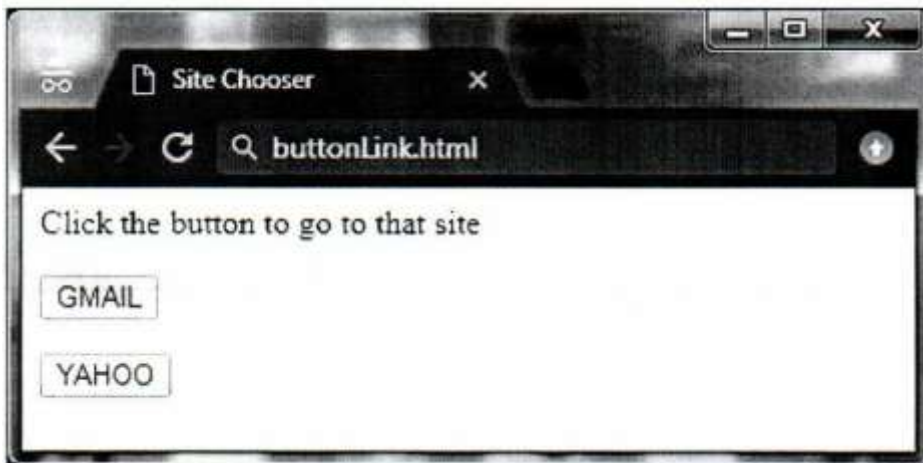 Site Chooser
buttonLink.html
Click the button to go to that site
GMAIL
YAHOO